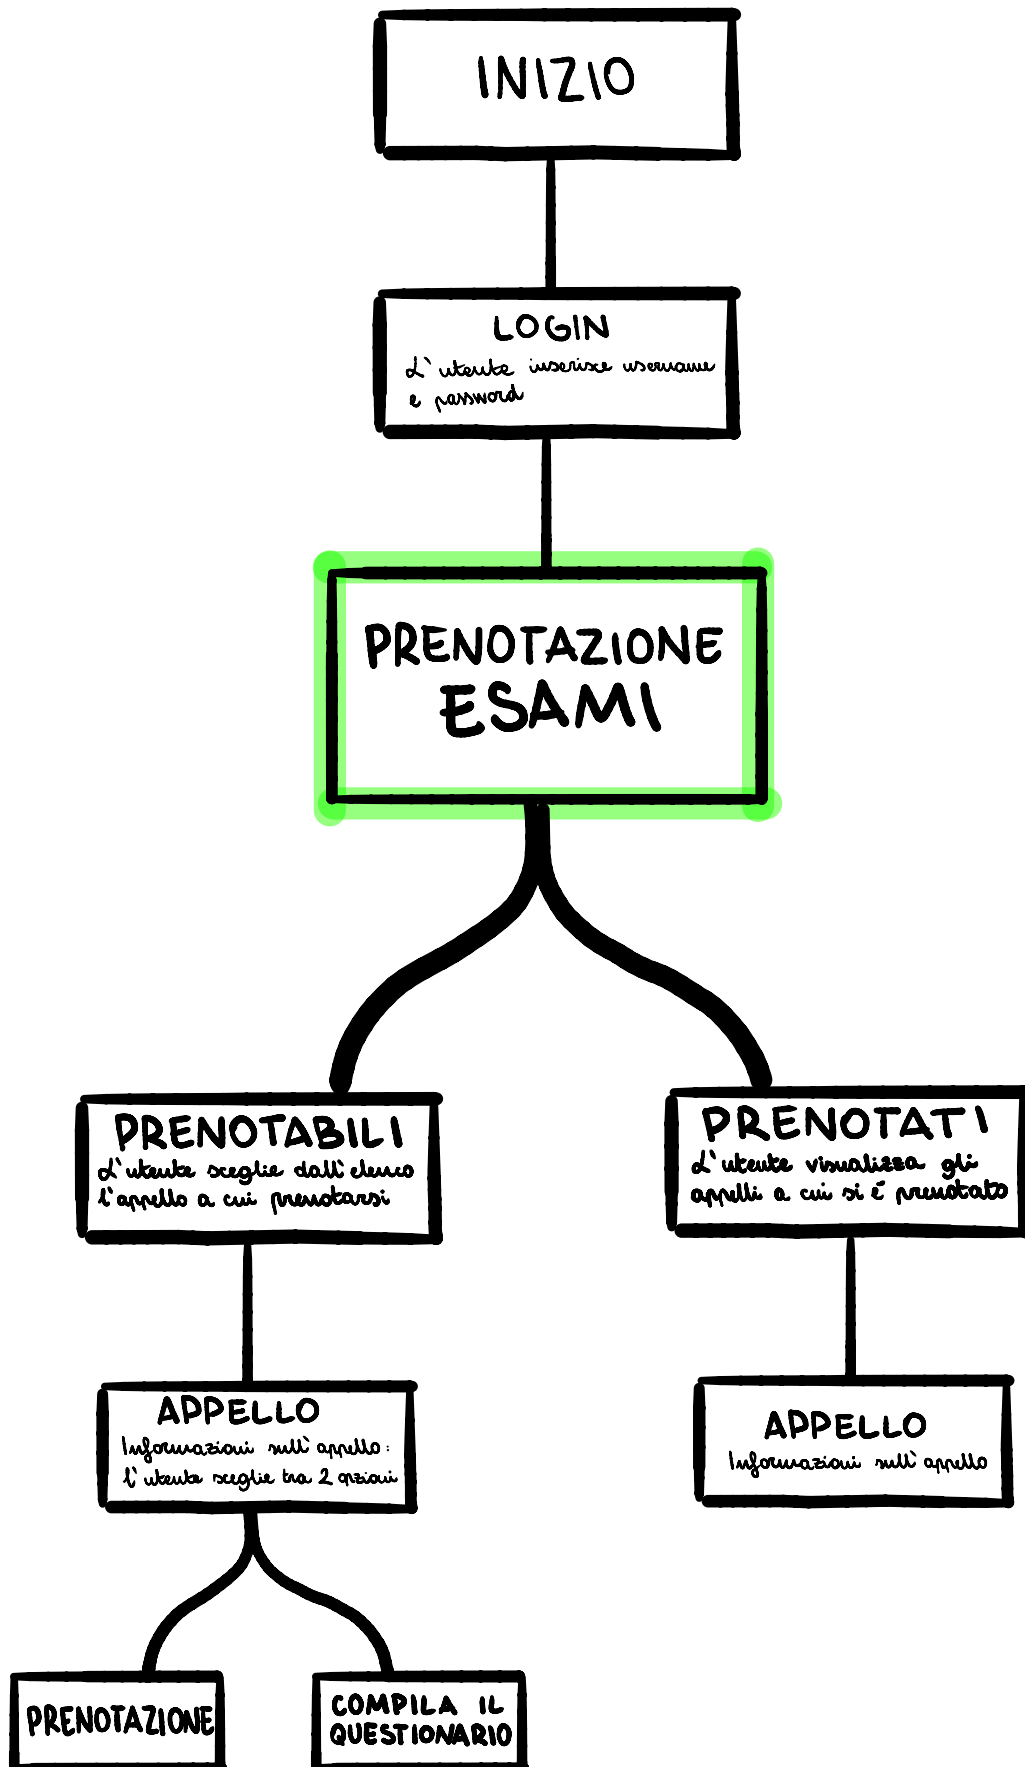 INIZIO
LOGIN
L'utente inserisce username
e password
PRENOTAZIONE
ESAMI
PRENOTABILI
L'utente sceglie dall'elenco
l'appello a cui prenotarsi
PRENOTATI
L'utente visualizza gli
appelli a cui si é prenotato
APPELLO
Informazioni sull'appello:
l'utente sceglie tra 2 opzioni
APPELLO
Informazioni sull'appello
PRENOTAZIONE
COMPILA IL
QUESTIONARIO